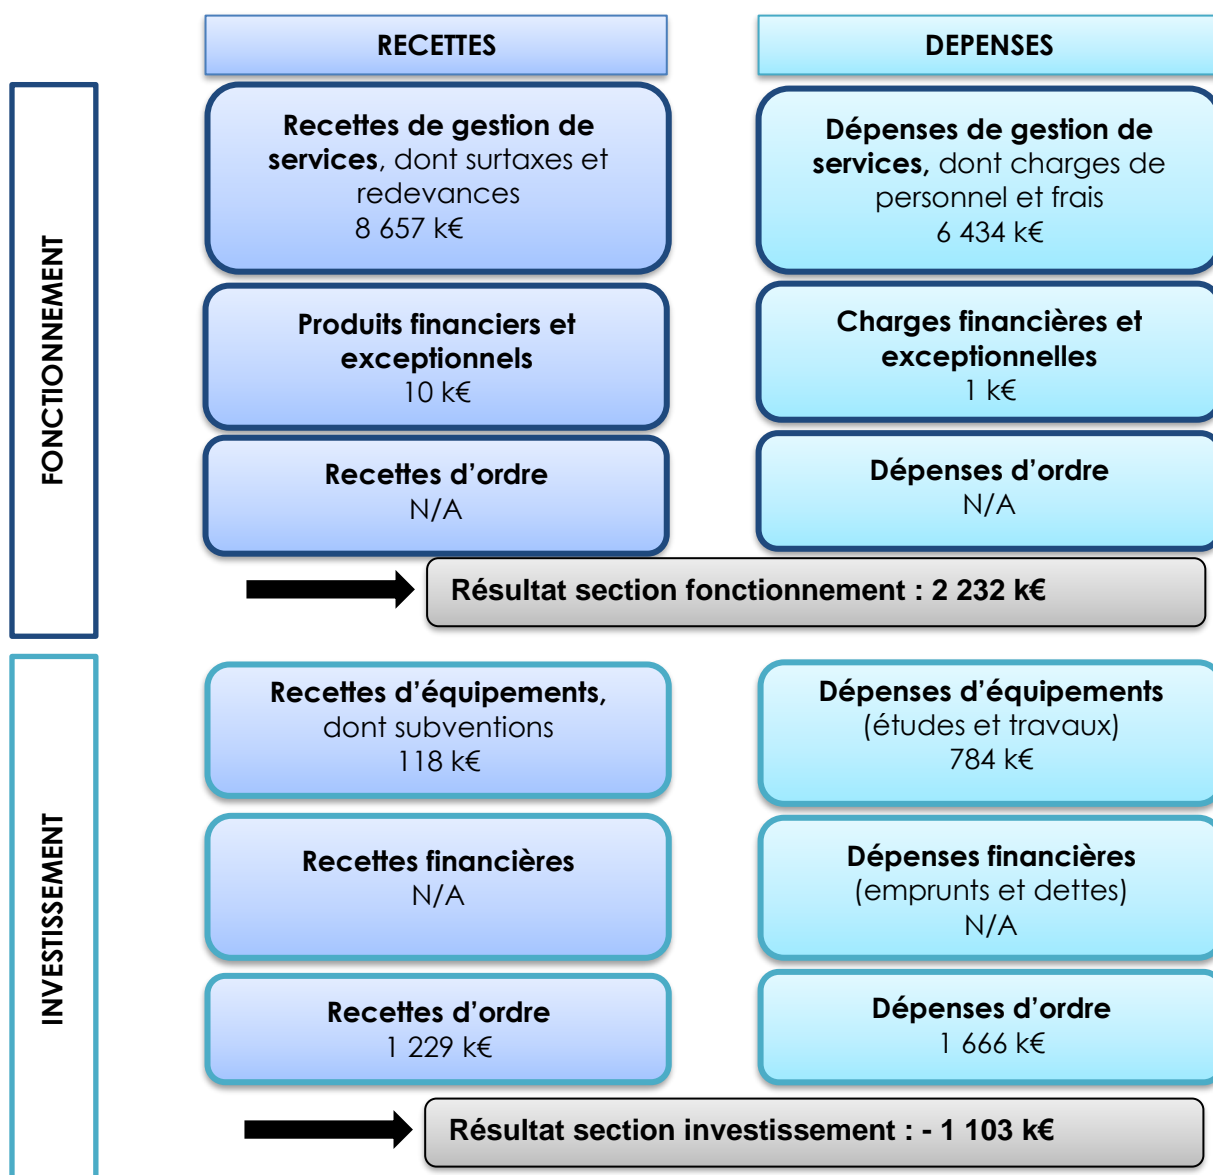 RECETTES
DEPENSES
FONCTIONNEMENT
Recettes de gestion de
services, dont surtaxes et
redevances
8 657 k€
Dépenses de gestion de
services, dont charges de
personnel et frais
6 434 k€
Produits financiers et
exceptionnels
10 k€
Charges financières et
exceptionnelles
1 k€
Recettes d’ordre
N/A
Dépenses d’ordre
N/A
Résultat section fonctionnement : 2 232 k€
INVESTISSEMENT
Recettes d’équipements,
dont subventions
118 k€
Dépenses d’équipements
(études et travaux)
784 k€
Recettes financières
N/A
Dépenses financières
(emprunts et dettes)
N/A
Recettes d’ordre
1 229 k€
Dépenses d’ordre
1 666 k€
Résultat section investissement : - 1 103 k€